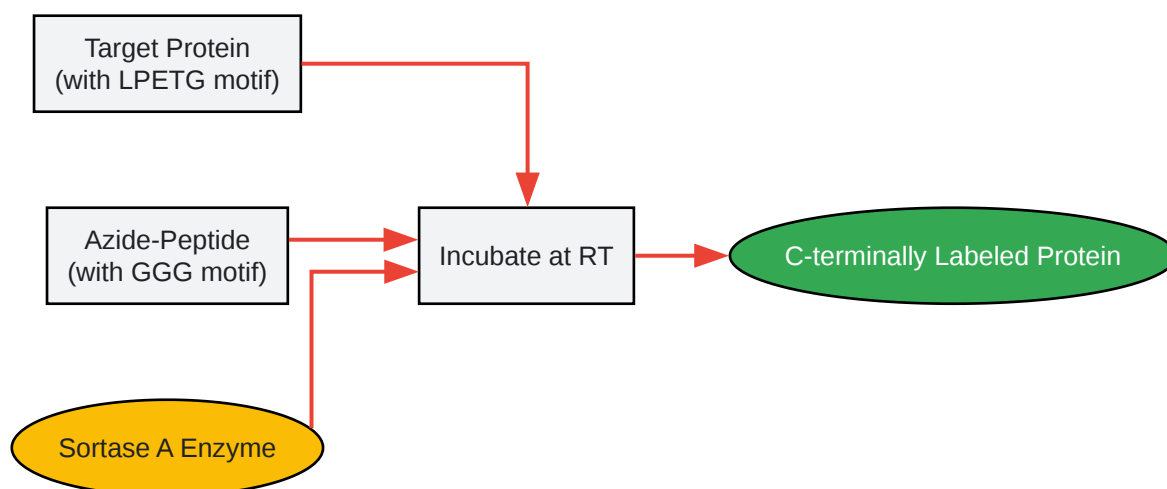 Target Protein
(with LPETG motif)
Azide-Peptide
(with GGG motif)
Incubate at RT
C-terminally Labeled Protein
Sortase A Enzyme